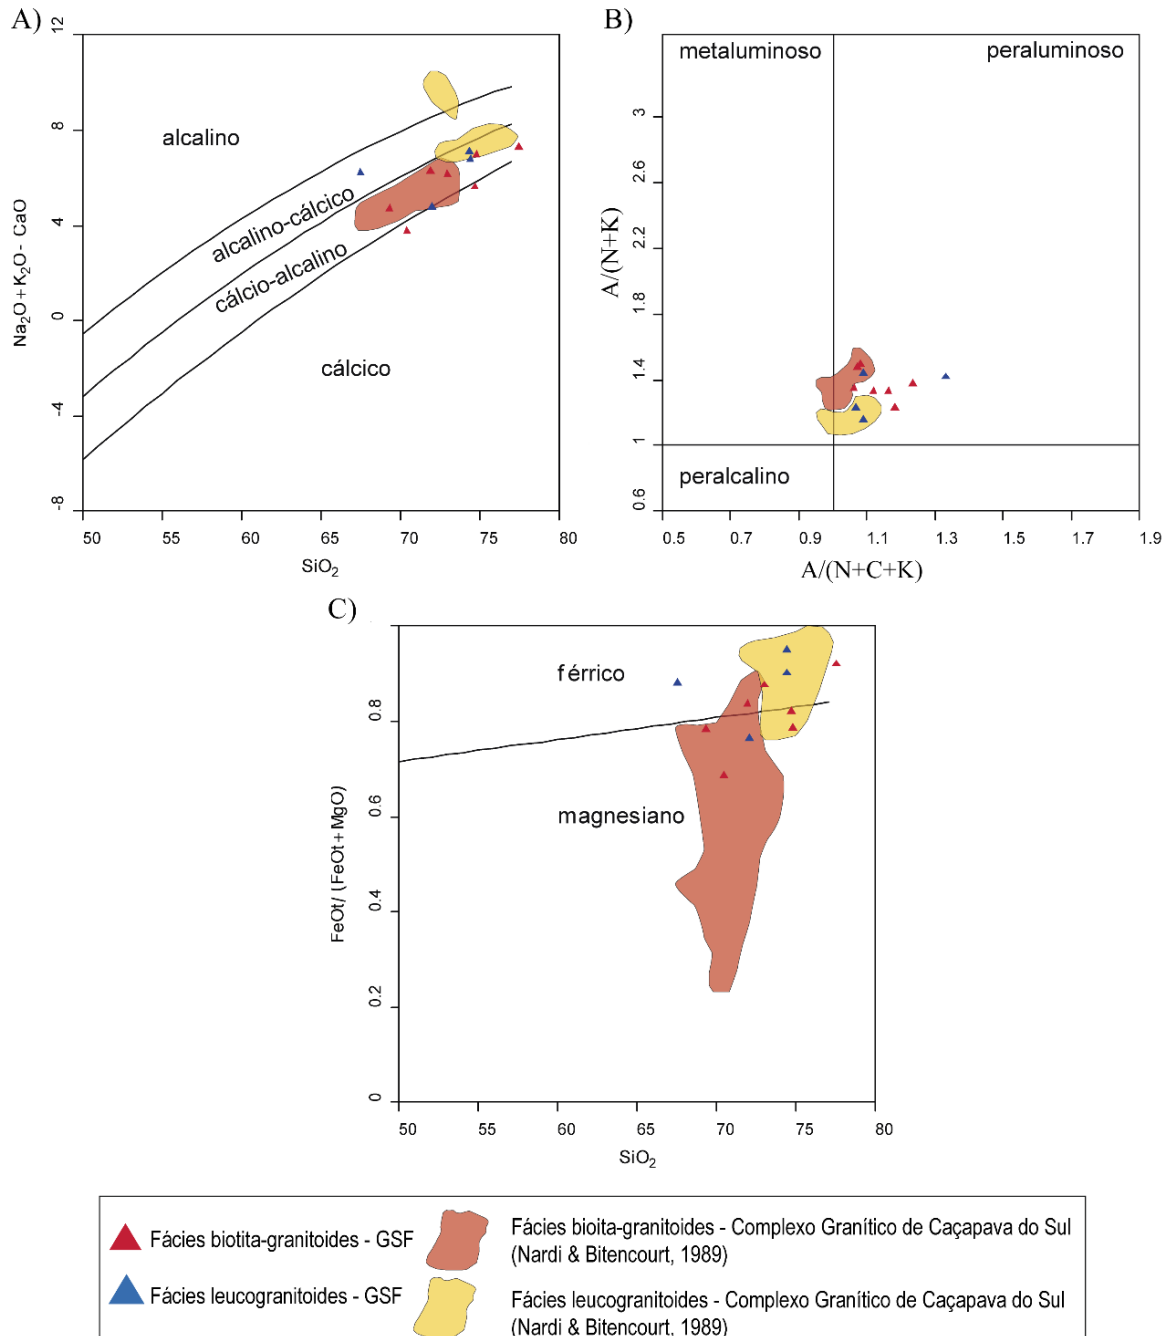 A)
12
8
4
0
-4
-8
Na2O+K2O- CaO
alcalino
alcalino-cálcico
cálcio-alcalino
cálcico
50 55 60 65 70 75 80
SiO2
B)
metaluminoso peraluminoso
3
2.6
2.2
1.8
1.4
1
0.6
A/(N+K)
peralcalino
0.5 0.7 0.9 1.1 1.3 1.5 1.7 1.9
A/(N+C+K)
C)
férrico
magnesiano
0.8
0.6
0.4
0.2
0
FeOt/ (FeOt+MgO)
50 55 60 65 70 75 80
SiO2
Fácies biotita-granitoides - GSF
Fácies leucogranitoides - GSF
Fácies bioita-granitoides - Complexo Granítico de Caçapava do Sul
(Nardi & Bitencourt, 1989)
Fácies leucogranitoides - Complexo Granítico de Caçapava do Sul
(Nardi & Bitencourt, 1989)